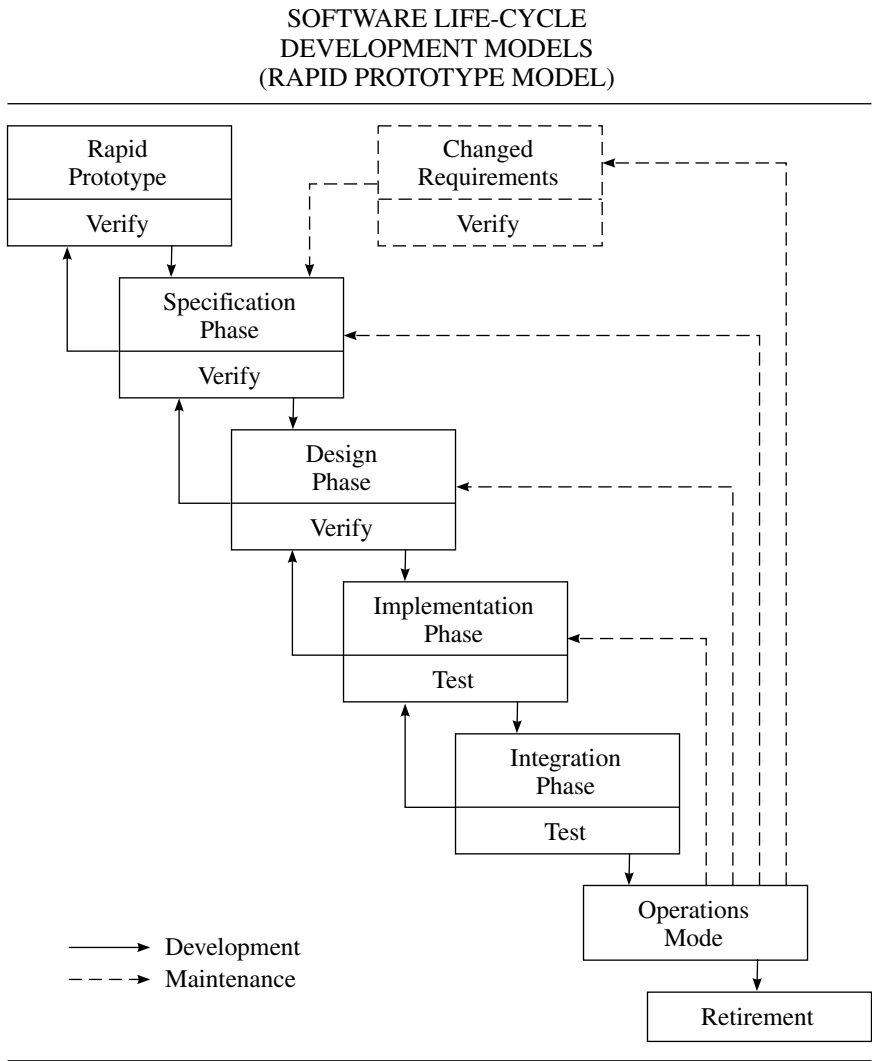 SOFTWARE LIFE-CYCLE
DEVELOPMENT MODELS
(RAPID PROTOTYPE MODEL)
Rapid
Prototype
Verify
Changed
Requirements
Verify
Specification
Phase
Verify
Design
Phase
Verify
Implementation
Phase
Test
Integration
Phase
Test
Operations
Mode
Development
Maintenance
Retirement